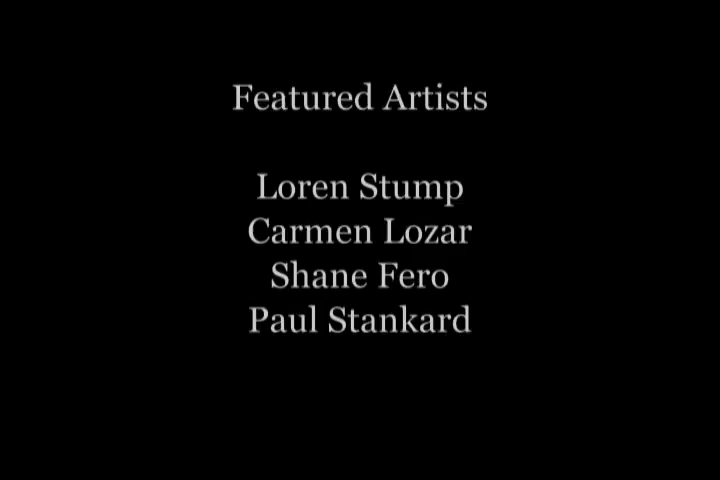 Featured Artists
Loren Stump
Carmen Lozar
Shane Fero
Paul Stankard